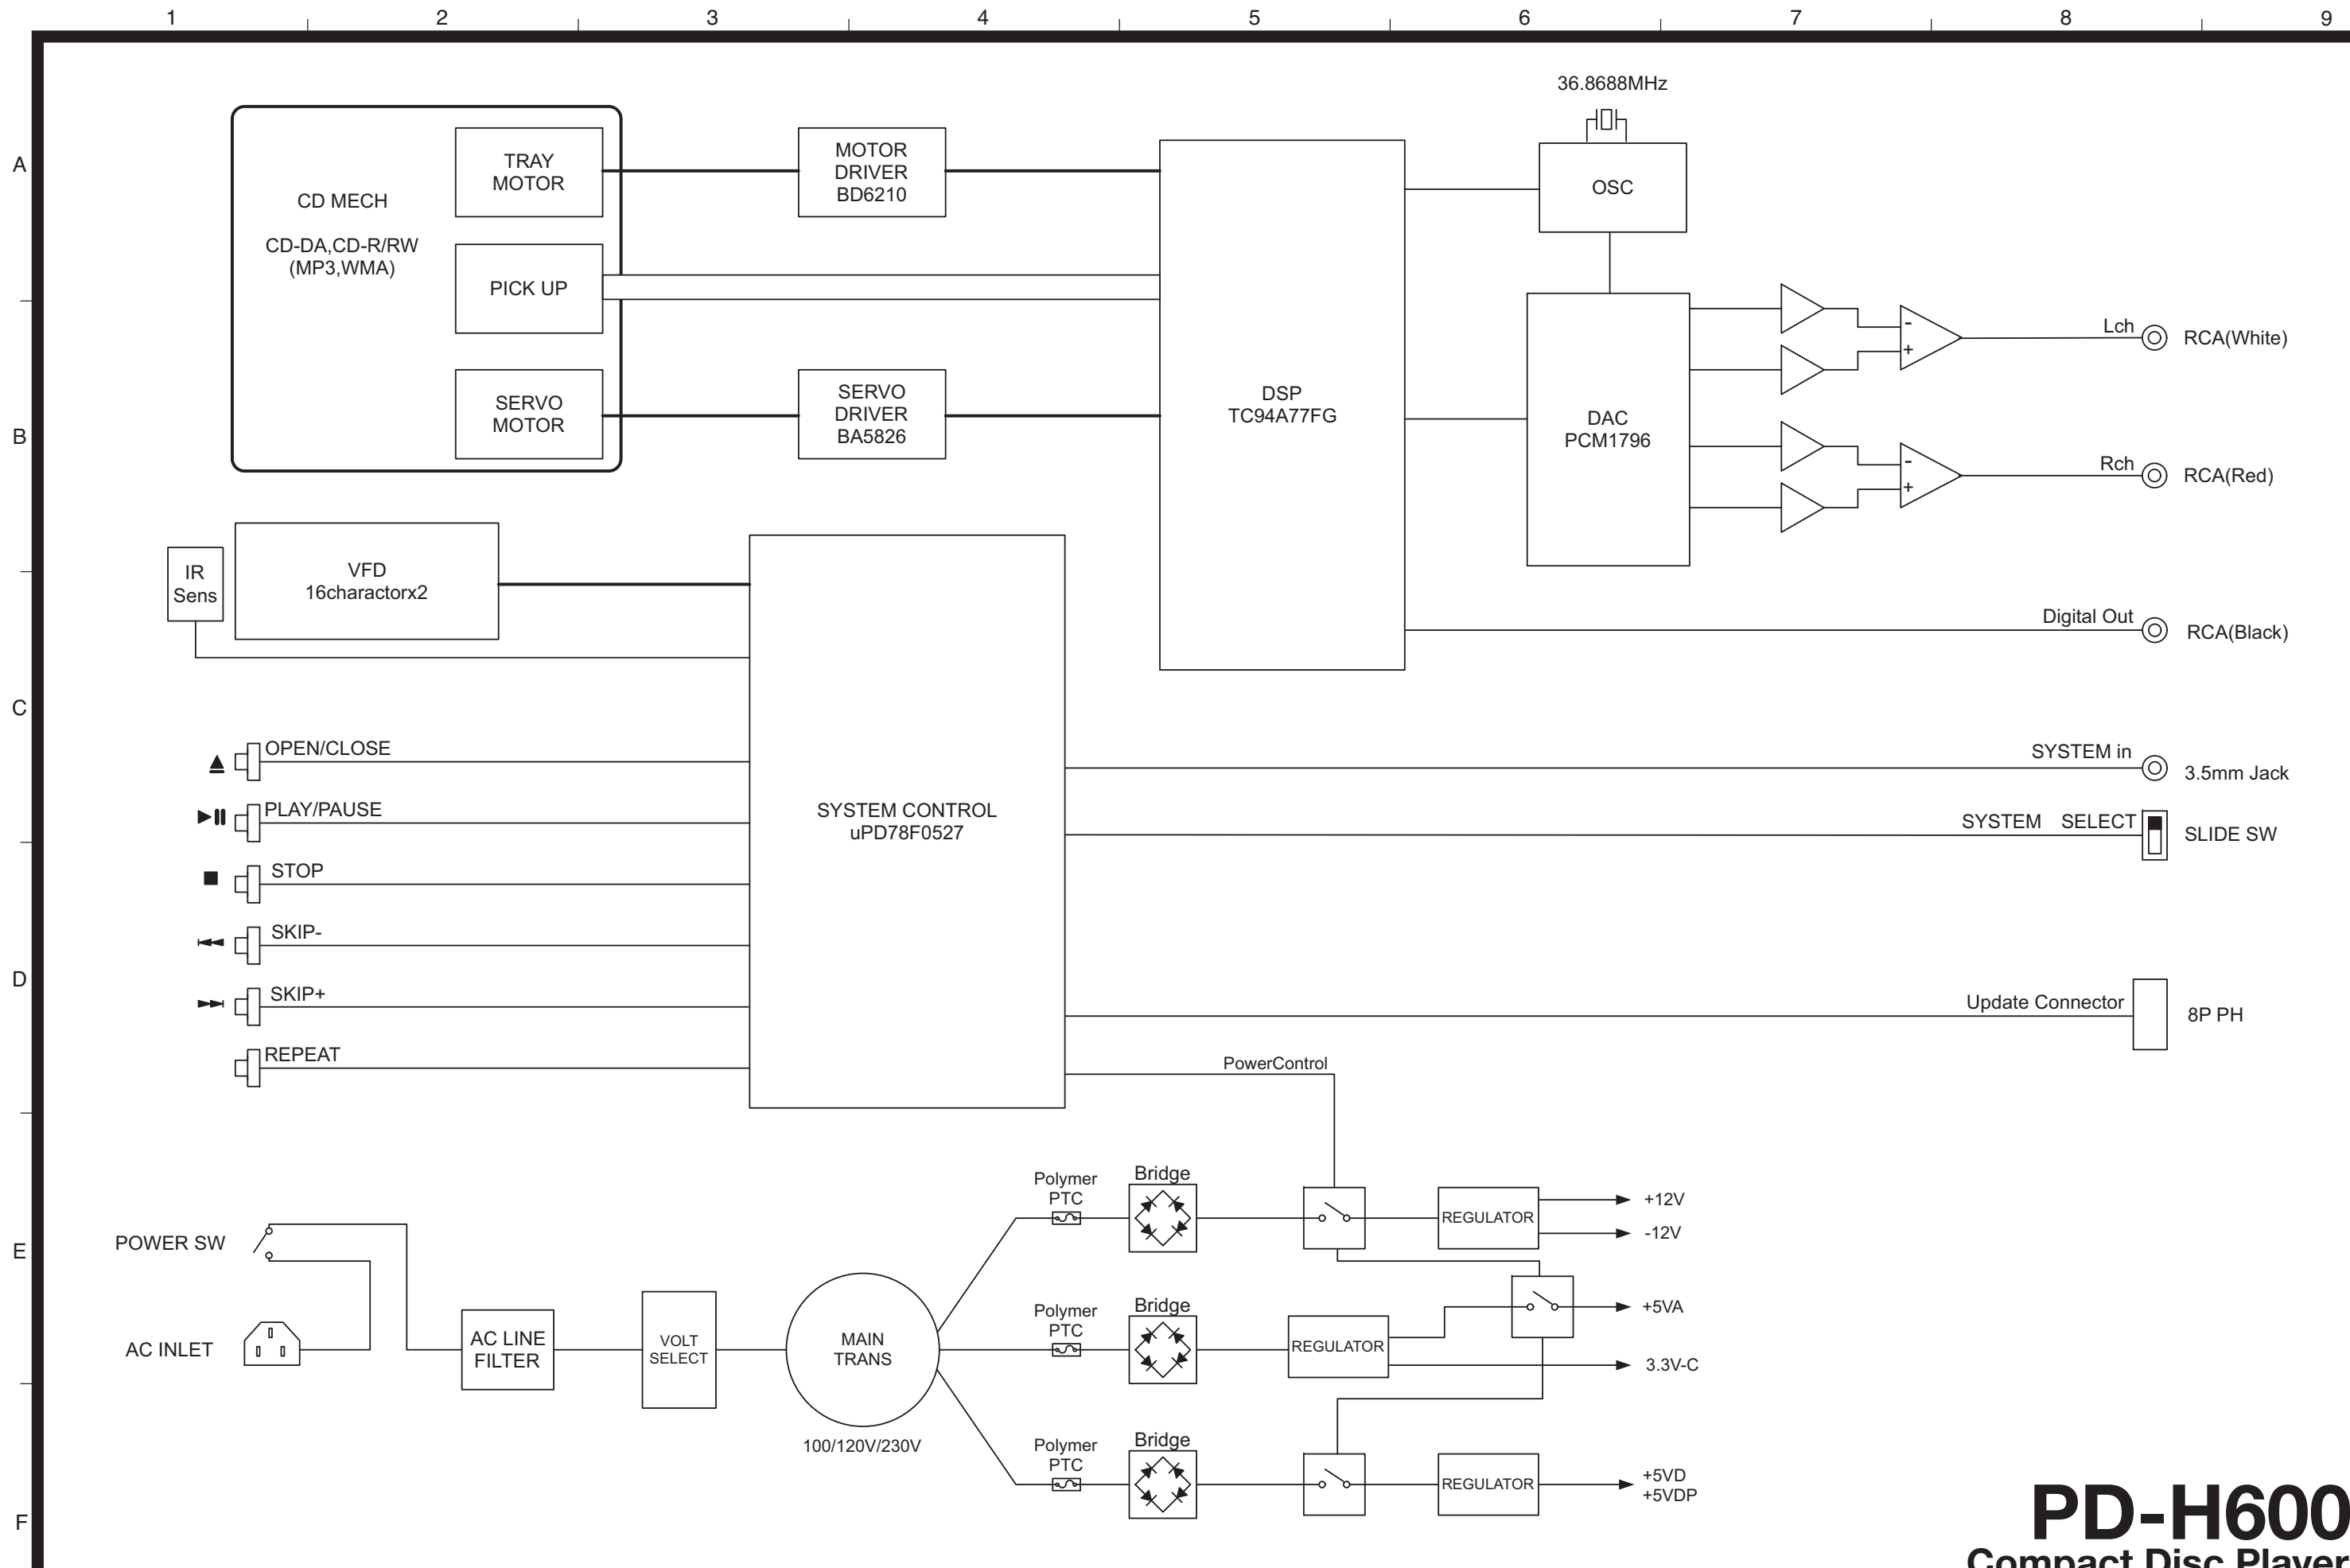 1 2 3 4 5 6 7 8 9
36.8688MHz
A
TRAY
MOTOR
MOTOR
DRIVER
BD6210
OSC
CD MECH
CD-DA,CD-R/RW
(MP3,WMA)
PICK UP
Lch
RCA(White)
B
SERVO
MOTOR
SERVO
DRIVER
BA5826
DSP
TC94A77FG
DAC
PCM1796
-
+
-
+
Rch
RCA(Red)
IR
Sens
VFD
16charactorx2
Digital Out
RCA(Black)
C
OPEN/CLOSE
SYSTEM in
3.5mm Jack
PLAY/PAUSE
SYSTEM CONTROL
uPD78F0527
SYSTEM SELECT
SLIDE SW
STOP
SKIP-
D
SKIP+
Update Connector
8P PH
REPEAT
PowerControl
E
POWER SW
AC INLET
AC LINE
FILTER
VOLT
SELECT
MAIN
TRANS
100/120V/230V
Polymer
PTC
Bridge
REGULATOR
+12V
-12V
Polymer
PTC
Bridge
REGULATOR
+5VA
3.3V-C
Polymer
PTC
Bridge
REGULATOR
+5VD
+5VDP
F
PD-H600
Compact Disc Player